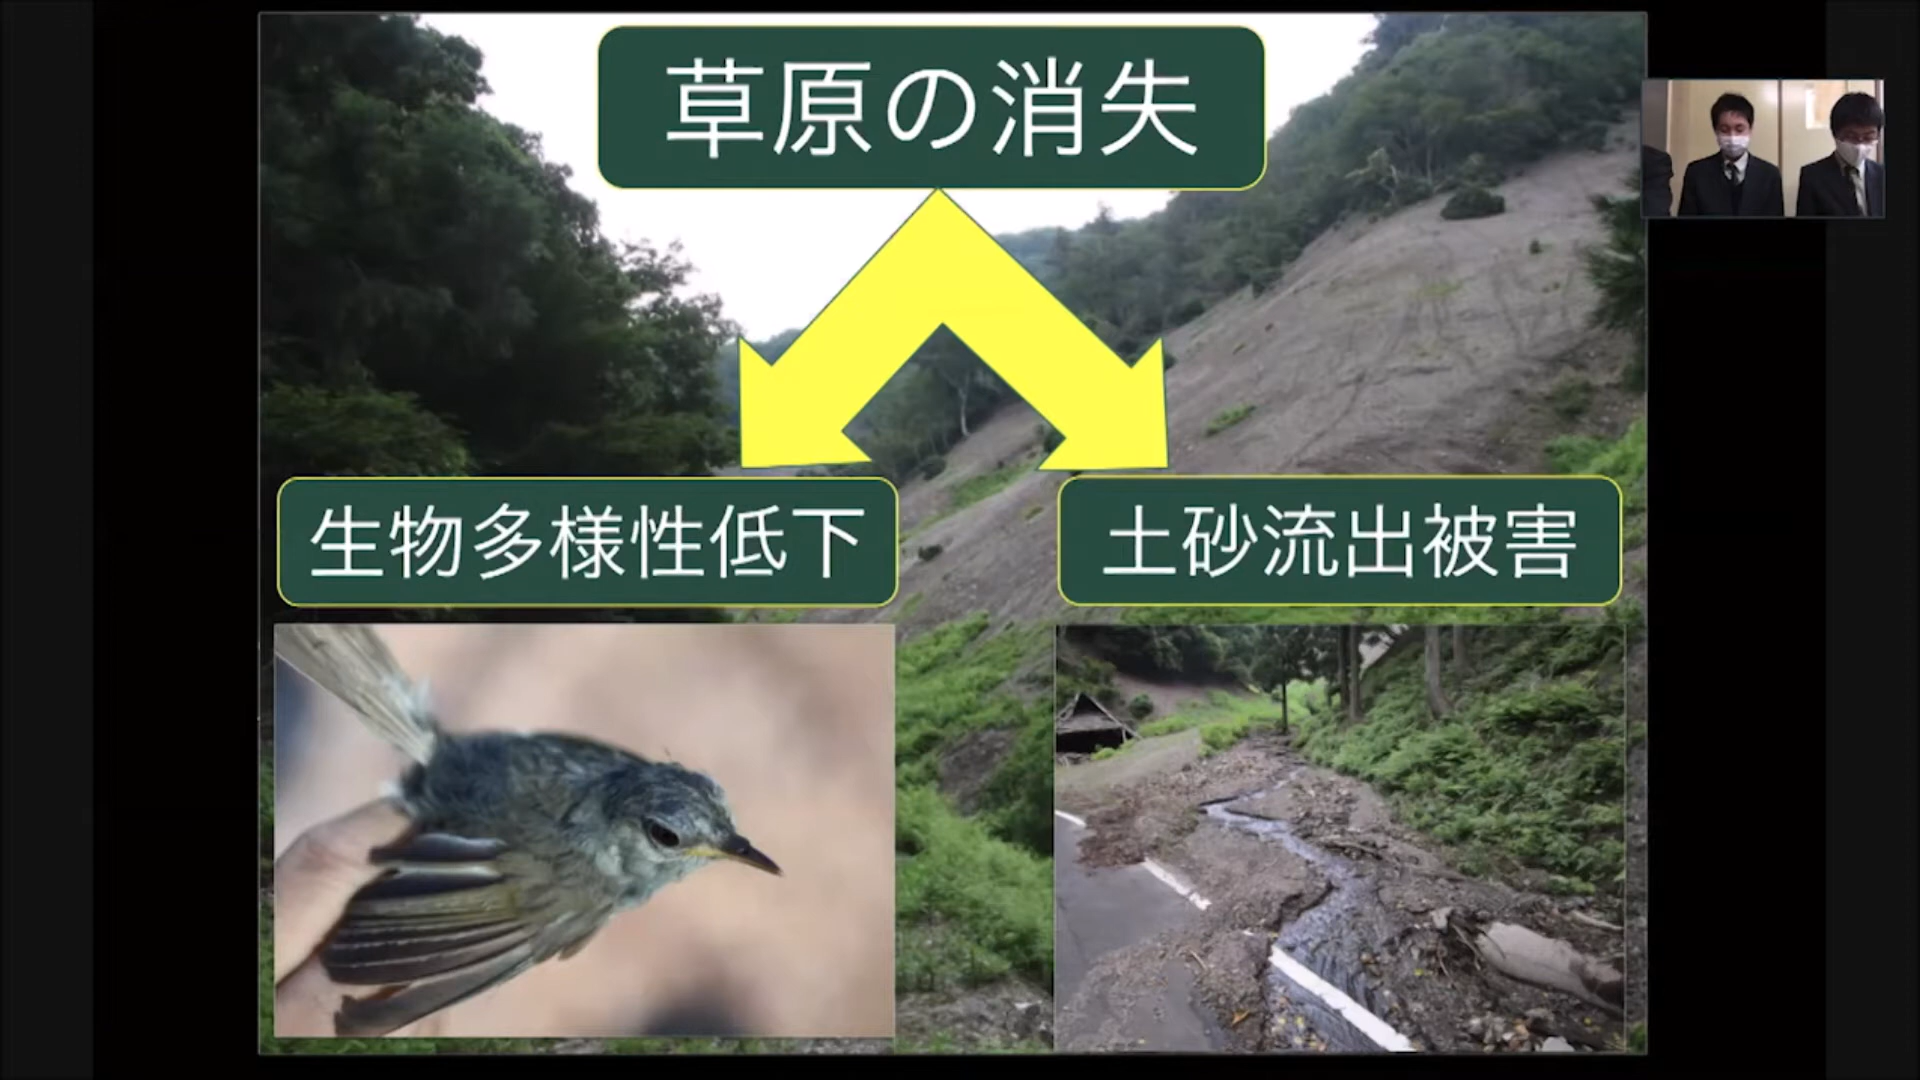 草原の消失
生物多様性低下
土砂流出被害